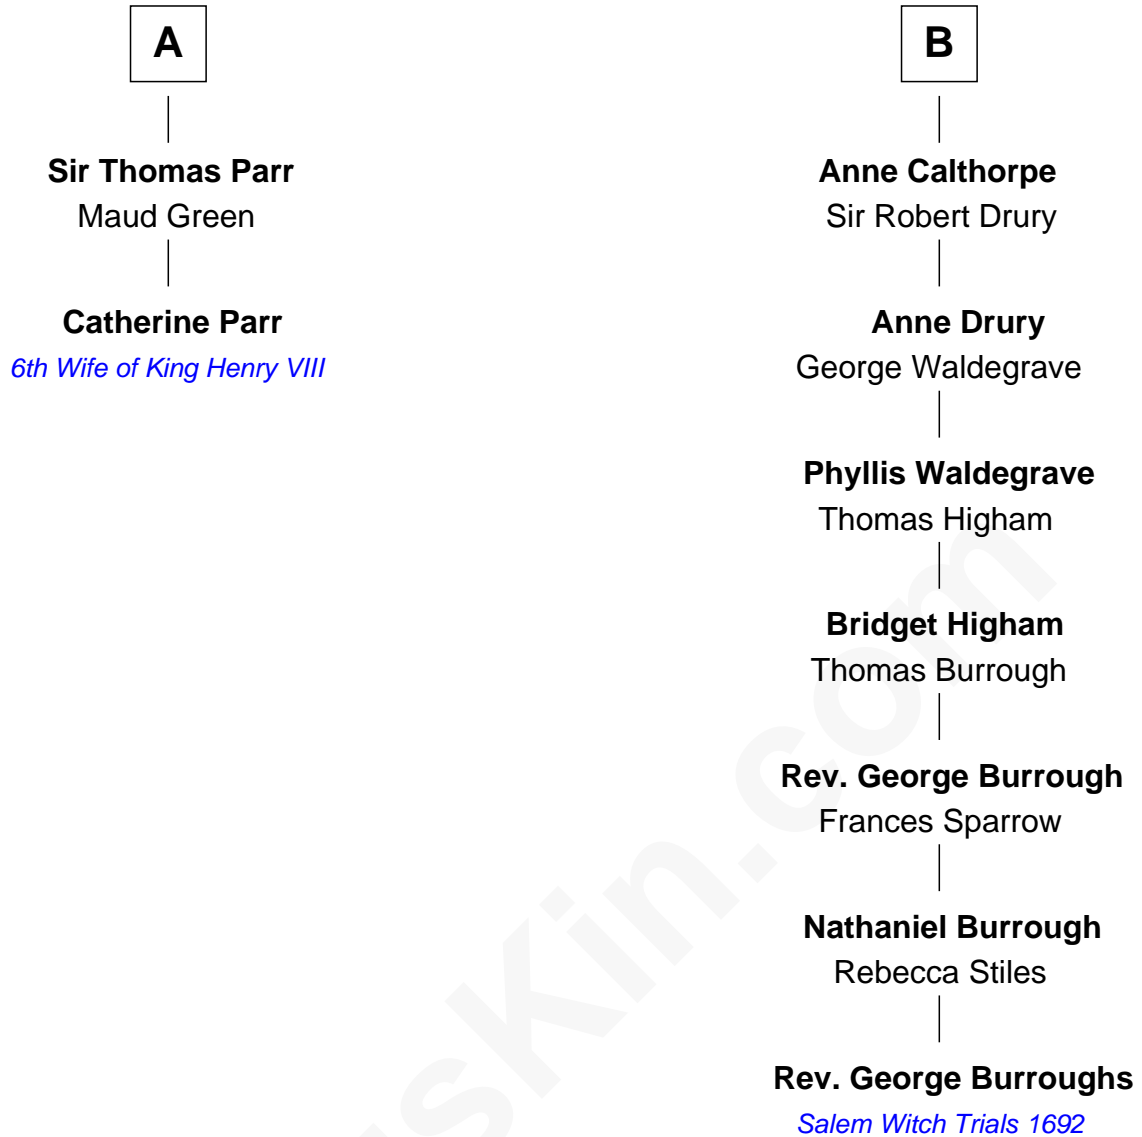 A
Sir Thomas Parr
Maud Green
Catherine Parr
6th Wife of King Henry VIII
B
Anne Calthorpe
Sir Robert Drury
Anne Drury
George Waldegrave
Phyllis Waldegrave
Thomas Higham
Bridget Higham
Thomas Burrough
Rev. George Burrough
Frances Sparrow
Nathaniel Burrough
Rebecca Stiles
Rev. George Burroughs
Salem Witch Trials 1692
sKin.com